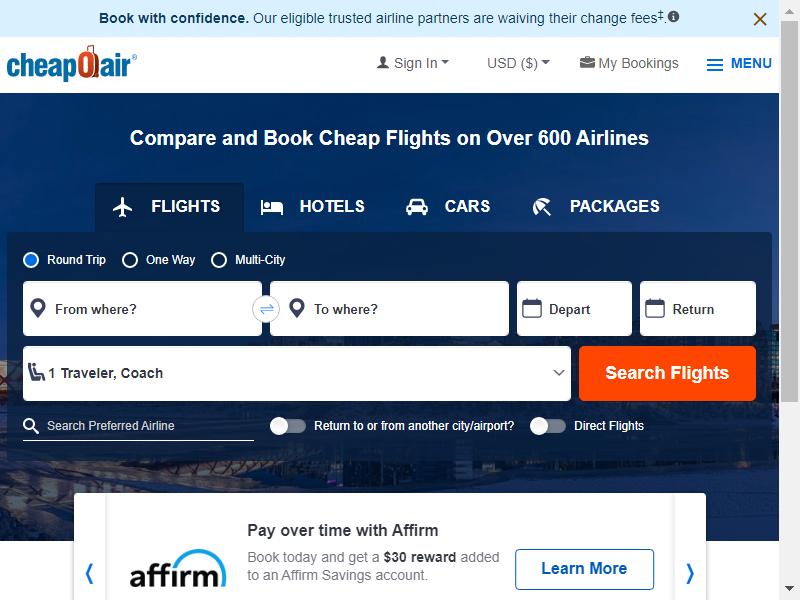 Book with confidence. Our eligible trusted airline partners are waiving their change fees‡.
cheapOair®
Sign In
USD ($)
My Bookings
MENU
Compare and Book Cheap Flights on Over 600 Airlines
FLIGHTS
HOTELS
CARS
PACKAGES
Round Trip
One Way
Multi-City
From where?
To where?
Depart
Return
1 Traveler, Coach
Search Flights
Search Preferred Airline
Return to or from another city/airport?
Direct Flights
Pay over time with Affirm
affirm
Book today and get a $30 reward added
to an Affirm Savings account.
Learn More